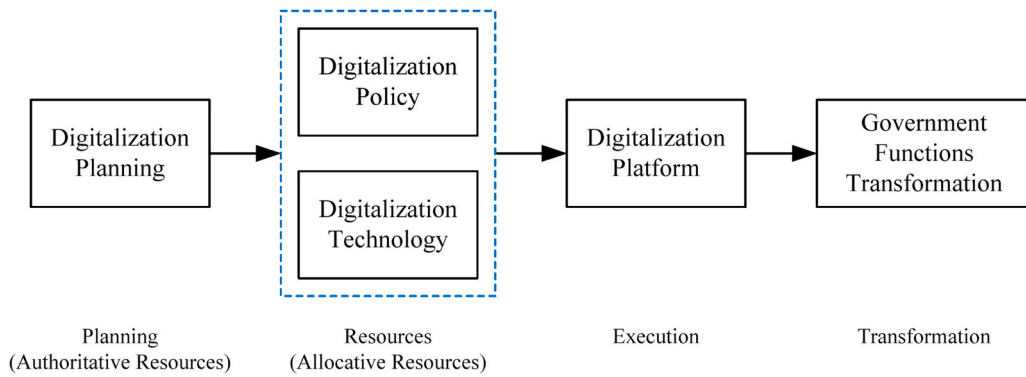 Digitalization
Planning
Digitalization
Policy
Digitalization
Technology
Digitalization
Platform
Government
Functions
Transformation
Planning
(Authoritative Resources)
Resources
(Allocative Resources)
Execution
Transformation